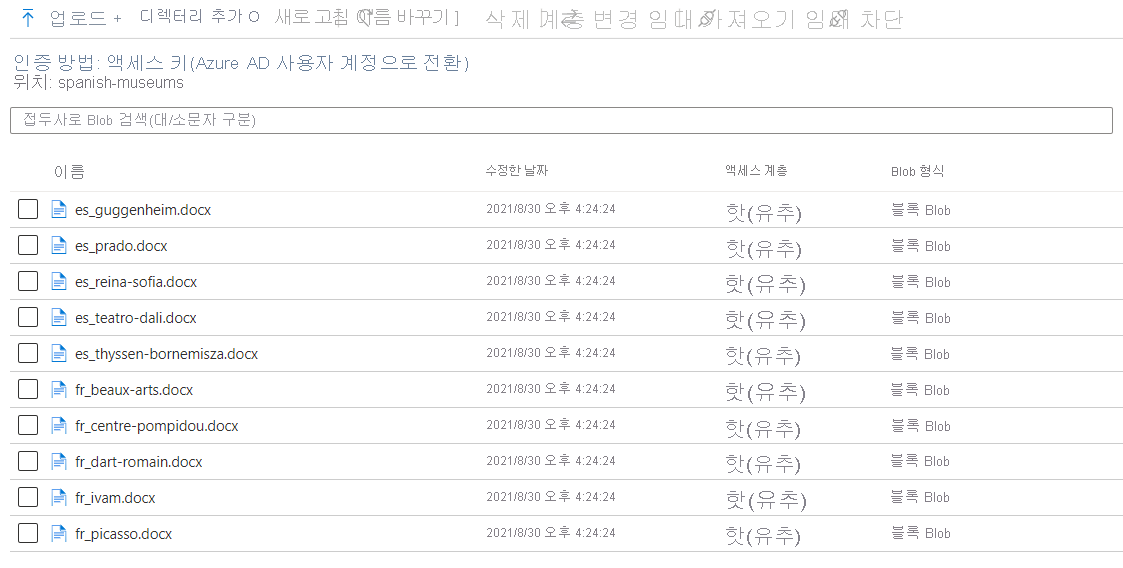 업로드 + 디렉터리 추가 새로 고침 이름 바꾸기 삭제 계층 변경 임대 가져오기 임대 차단
인증 방법: 액세스 키(Azure AD 사용자 계정으로 전환)
위치: spanish-museums
접두사로 Blob 검색(대/소문자 구분)
이름 수정한 날짜 액세스 계층 Blob 형식
es_guggenheim.docx 2021/8/30 오후 4:24:24 핫(유추) 블록 Blob
es_prado.docx 2021/8/30 오후 4:24:24 핫(유추) 블록 Blob
es_reina-sofia.docx 2021/8/30 오후 4:24:24 핫(유추) 블록 Blob
es_teatro-dali.docx 2021/8/30 오후 4:24:24 핫(유추) 블록 Blob
es_thyssen-bornemisza.docx 2021/8/30 오후 4:24:24 핫(유추) 블록 Blob
fr_beaux-arts.docx 2021/8/30 오후 4:24:24 핫(유추) 블록 Blob
fr_centre-pompidou.docx 2021/8/30 오후 4:24:24 핫(유추) 블록 Blob
fr_dart-romain.docx 2021/8/30 오후 4:24:24 핫(유추) 블록 Blob
fr_ivam.docx 2021/8/30 오후 4:24:24 핫(유추) 블록 Blob
fr_picasso.docx 2021/8/30 오후 4:24:24 핫(유추) 블록 Blob